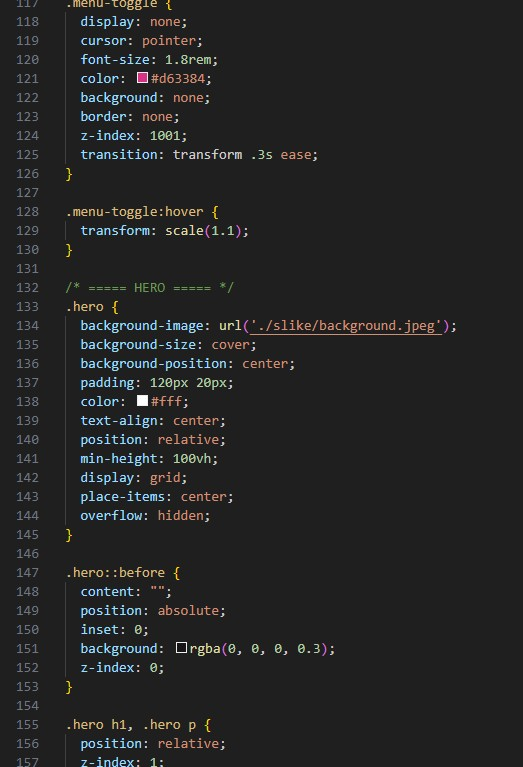 117 .menu-toggle {
118 display: none;
119 cursor: pointer;
120 font-size: 1.8rem;
121 color: #d63384;
122 background: none;
123 border: none;
124 z-index: 1001;
125 transition: transform .3s ease;
126 }
127
128 .menu-toggle:hover {
129 transform: scale(1.1);
130 }
131
132 /* ===== HERO ===== */
133 .hero {
134 background-image: url('./slike/background.jpeg');
135 background-size: cover;
136 background-position: center;
137 padding: 120px 20px;
138 color: #fff;
139 text-align: center;
140 position: relative;
141 min-height: 100vh;
142 display: grid;
143 place-items: center;
144 overflow: hidden;
145 }
146
147 .hero::before {
148 content: "";
149 position: absolute;
150 inset: 0;
151 background: rgba(0, 0, 0, 0.3);
152 z-index: 0;
153 }
154
155 .hero h1, .hero p {
156 position: relative;
157 z-index: 1;